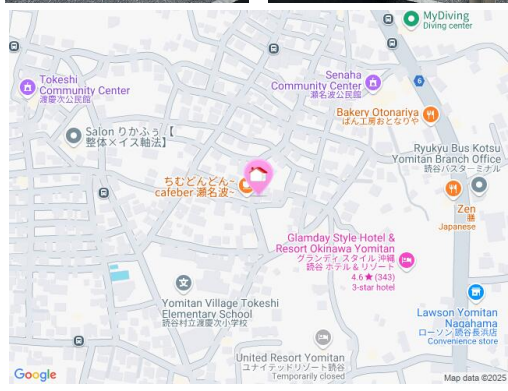 MyDiving
Diving center
Tokeshi
Community Center
渡慶次公民館
Senaha
Community Center
瀬名波公民館
6
Bakery Otonariya
ぱん工房おとなりや
Salon りかふぅ【
整体×イス軸法】
Ryukyu Bus Kotsu
Yomitan Branch Office
読谷バスターミナル
ちむどんどん~
cafeber 瀬名波~
Zen
膳
Japanese
Glamday Style Hotel &
Resort Okinawa Yomitan
グランディスタイル 沖縄
読谷 ホテル&リゾート
4.6★ (343)
3-star hotel
Yomitan Village Tokeshi
Elementary School
読谷村立渡慶次小学校
Lawson Yomitan
Nagahama
ローソン 読谷長浜店
Convenience store
United Resort Yomitan
ユナイテッドリゾート読谷
Temporarily closed
Google
Map data ©2025